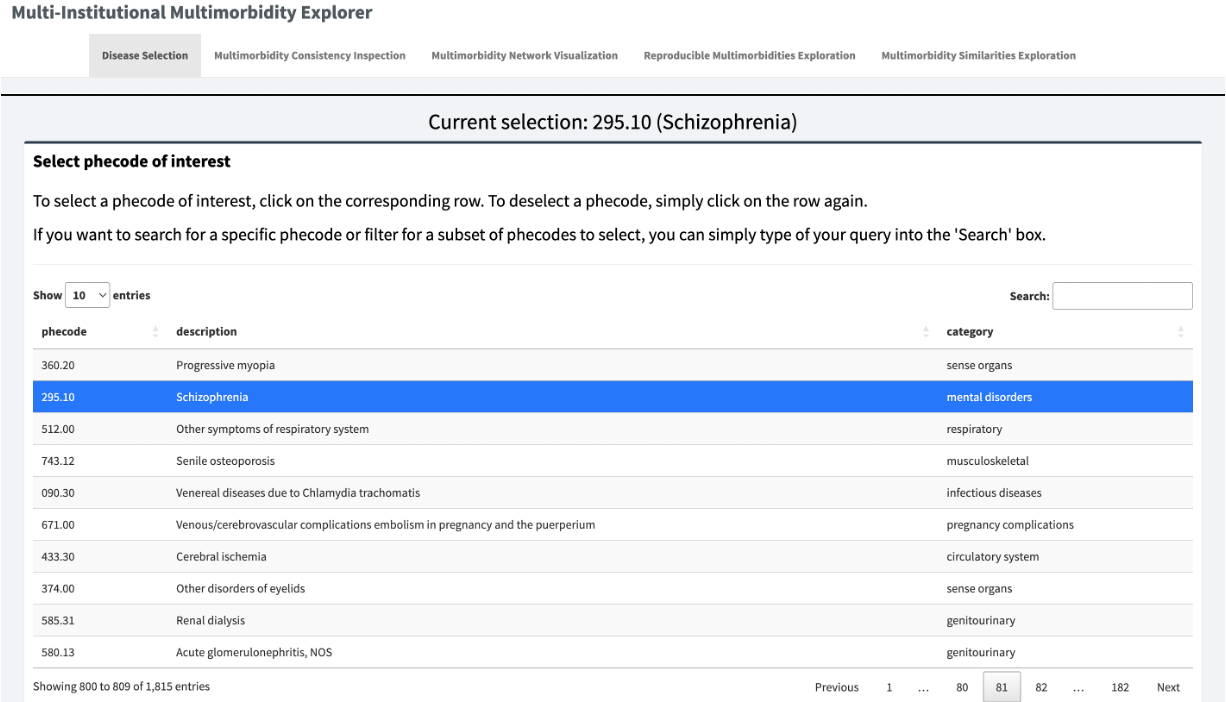 Multi-Institutional Multimorbidity Explorer
Disease Selection Multimorbidity Consistency Inspection Multimorbidity Network Visualization Reproducible Multimorbidities Exploration Multimorbidity Similarities Exploration
Current selection: 295.10 (Schizophrenia)
Select phecode of interest
To select a phecode of interest, click on the corresponding row. To deselect a phecode, simply click on the row again.
If you want to search for a specific phecode or filter for a subset of phecodes to select, you can simply type of your query into the 'Search' box.
Show 10 entries Search:
phecode description category
360.20 Progressive myopia sense organs
295.10 Schizophrenia mental disorders
512.00 Other symptoms of respiratory system respiratory
743.12 Senile osteoporosis musculoskeletal
090.30 Venereal diseases due to Chlamydia trachomatis infectious diseases
671.00 Venous/cerebrovascular complications embolism in pregnancy and the puerperium pregnancy complications
433.30 Cerebral ischemia circulatory system
374.00 Other disorders of eyelids sense organs
585.31 Renal dialysis genitourinary
580.13 Acute glomerulonephritis, NOS genitourinary
Showing 800 to 809 of 1,815 entries Previous 1 ... 80 81 82 ... 182 Next